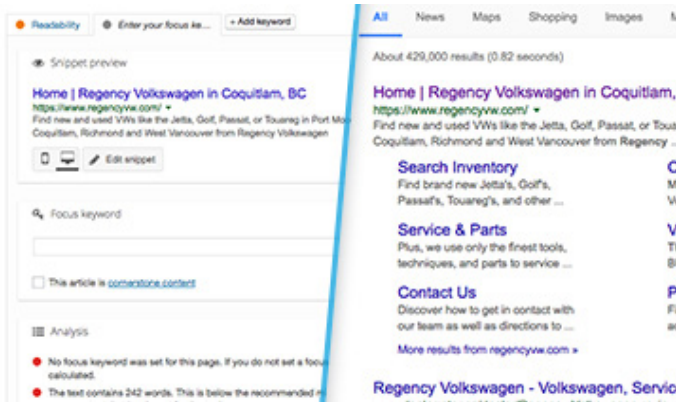 Readability
Enter your focus ke...
+ Add keyword
Snippet preview
Home | Regency Volkswagen in Coquitlam, BC
https://www.regencyvw.com/
Find new and used VWs like the Jetta, Golf, Passat, or Touareg in Port Moo
Coquitlam, Richmond and West Vancouver from Regency Volkswagen
Edit snippet
Focus keyword
This article is cornerstone content
Analysis
No focus keyword was set for this page. If you do not set a focus
calculated.
The text contains 242 words. This is below the recommended
All News Maps Shopping Images
About 429,000 results (0.82 seconds)
Home | Regency Volkswagen in Coquitlam,
https://www.regencyvw.com/
Find new and used VWs like the Jetta, Golf, Passat, or Toua
Coquitlam, Richmond and West Vancouver from Regency ...
Search Inventory
Find brand new Jetta's, Golf's,
Passat's, Touareg's, and other ...
Service & Parts
Plus, we use only the finest tools,
techniques, and parts to service ...
Contact Us
Discover how to get in contact with
our team as well as directions to ...
More results from regencyvw.com »
Regency Volkswagen - Volkswagen, Servic